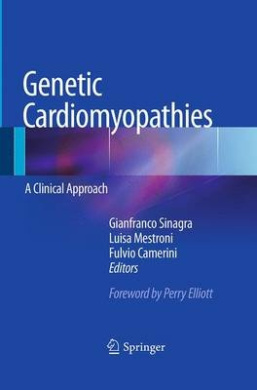 Genetic
Cardiomyopathies
A Clinical Approach
Gianfranco Sinagra
Luisa Mestroni
Fulvio Camerini
Editors
Foreword by Perry Elliott
Springer